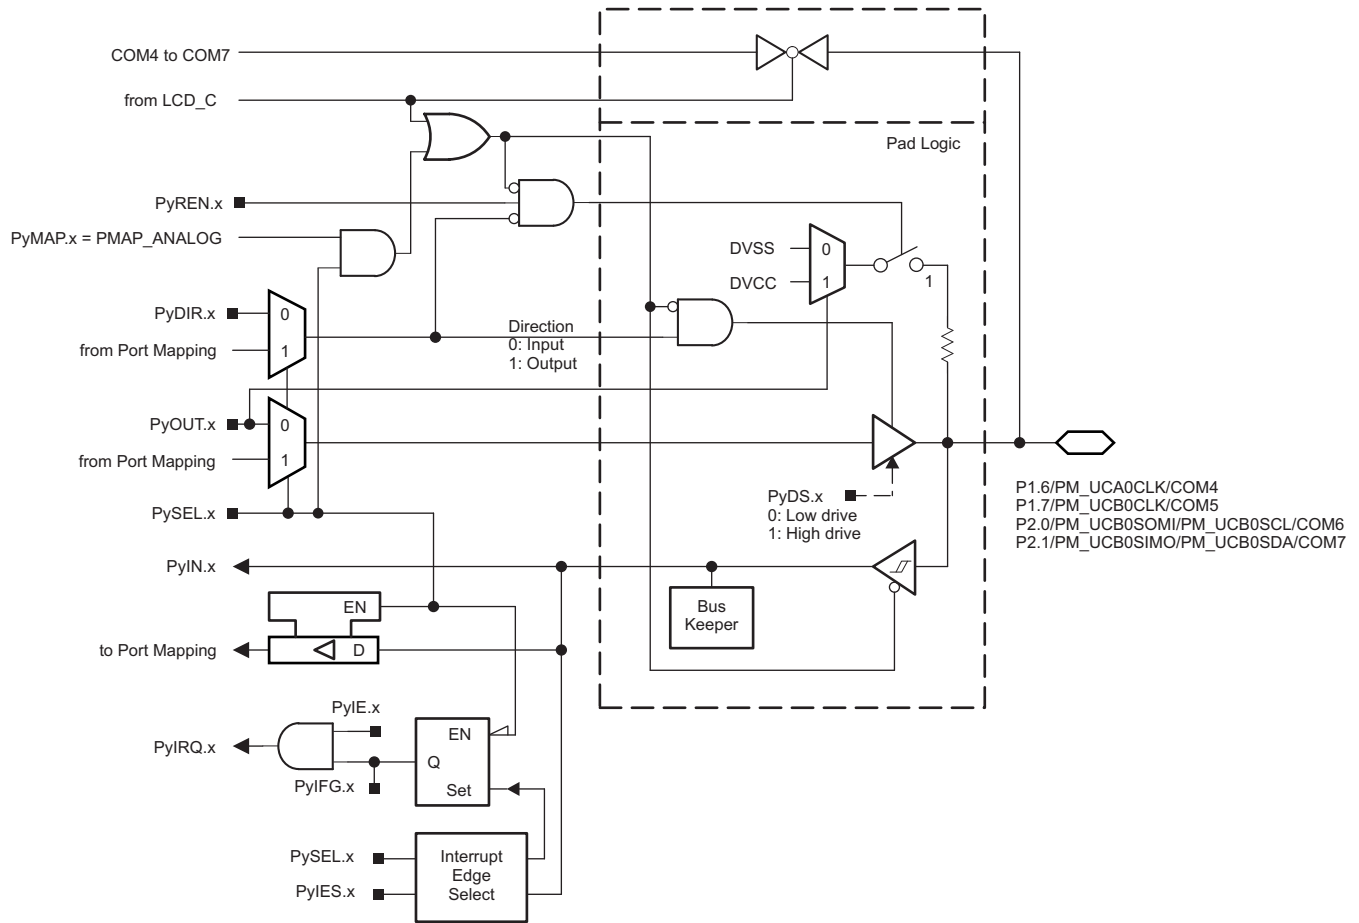 COM4 to COM7
from LCD_C
Pad Logic
PyREN.x
PyMAP.x = PMAP_ANALOG
DVSS
0
DVCC
1
1
PyDIR.x
0
from Port Mapping
1
Direction
0: Input
1: Output
PyOUT.x
0
from Port Mapping
1
PyDS.x
0: Low drive
1: High drive
P1.6/PM_UCA0CLK/COM4
P1.7/PM_UCB0CLK/COM5
P2.0/PM_UCB0SOMI/PM_UCB0SCL/COM6
P2.1/PM_UCB0SIMO/PM_UCB0SDA/COM7
PySEL.x
PyIN.x
Bus
Keeper
EN
to Port Mapping
D
PyIE.x
EN
PyIRQ.x
Q
PyIFG.x
Set
PySEL.x
PyIES.x
Interrupt
Edge
Select